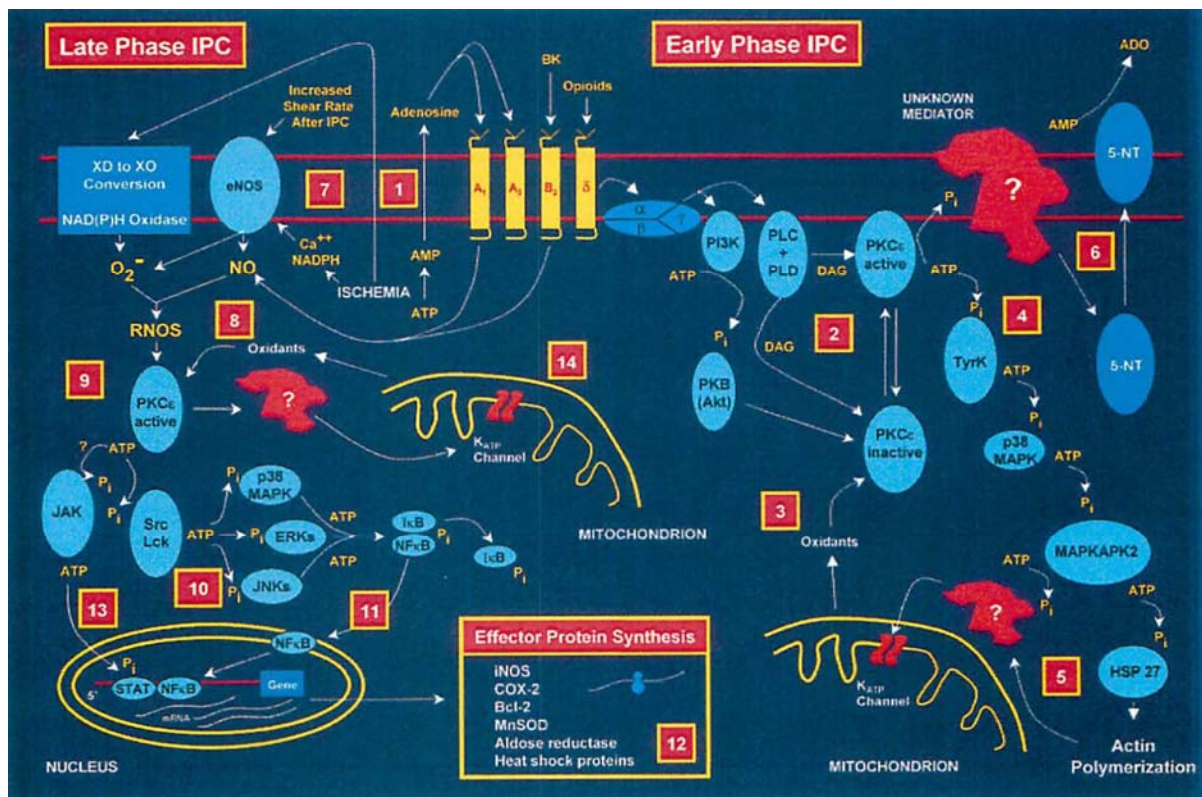 Late Phase IPC
Early Phase IPC
Increased
Shear Rate
After IPC
Adenosine
BK
Opioids
UNKNOWN
MEDIATOR
AMP
ADO
XD to XO
Conversion
NAD(P)H Oxidase
eNOS
7
1
A₁
A₃
B₂
δ
α
β
γ
PI3K
PLC
+
PLD
DAG
PKCε
active
Pᵢ
ATP
?
5-NT
6
5-NT
O₂⁻
NO
Ca⁺⁺
NADPH
ISCHEMIA
AMP
ATP
RNOS
8
Oxidants
9
PKCε
active
?
14
K_ATP
Channel
MITOCHONDRION
ATP
Pᵢ
PKB
(Akt)
DAG
2
PKCε
inactive
3
Oxidants
Pᵢ
4
TyrK
ATP
Pᵢ
p38
MAPK
ATP
Pᵢ
MAPKAPK2
ATP
Pᵢ
ATP
Pᵢ
HSP 27
Actin
Polymerization
?
5
K_ATP
Channel
MITOCHONDRION
?
ATP
Pᵢ
Pᵢ
JAK
Src
Lck
ATP
Pᵢ
p38
MAPK
Pᵢ
ERKs
Pᵢ
JNKs
10
ATP
ATP
IκB
NFκB
Pᵢ
IκB
Pᵢ
11
ATP
13
Pᵢ
NFκB
5'
STAT
NFκB
Gene
mRNA
NUCLEUS
Effector Protein Synthesis
iNOS
COX-2
Bcl-2
MnSOD
Aldose reductase
Heat shock proteins
12